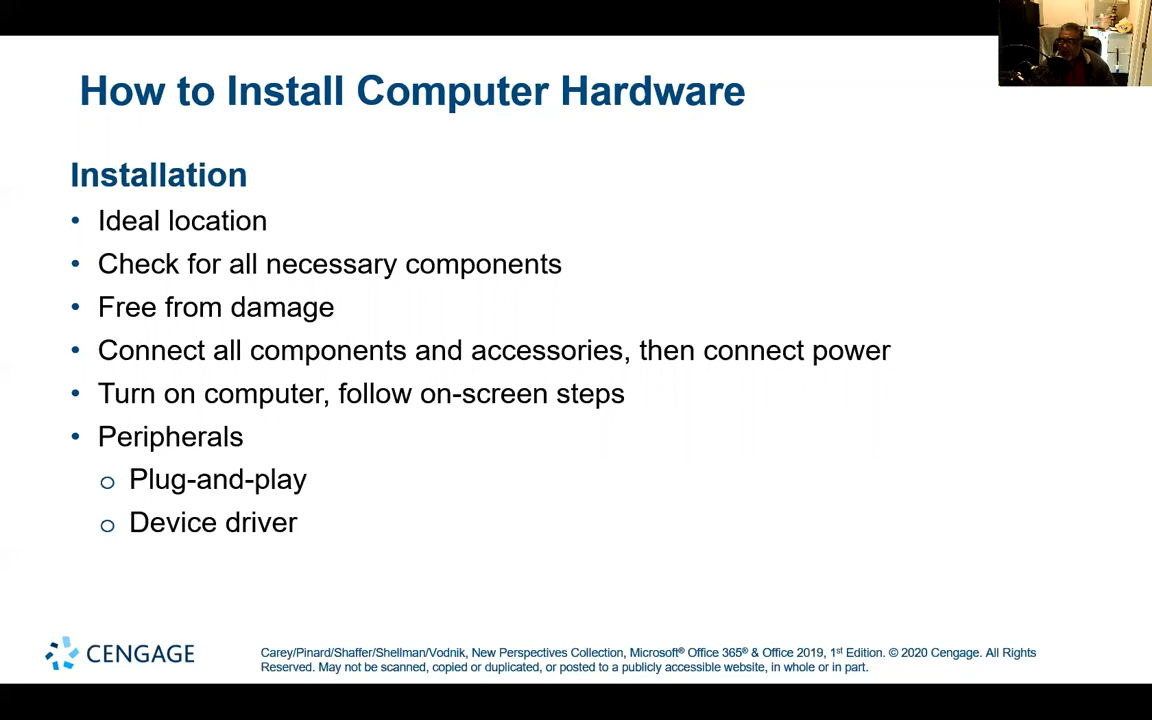 How to Install Computer Hardware
Installation
• Ideal location
• Check for all necessary components
• Free from damage
• Connect all components and accessories, then connect power
• Turn on computer, follow on-screen steps
• Peripherals
o Plug-and-play
o Device driver
CENGAGE
Carey/Pinard/Shaffer/Shellman/Vodnik, New Perspectives Collection, Microsoft® Office 365® & Office 2019, 1st Edition. © 2020 Cengage. All Rights
Reserved. May not be scanned, copied or duplicated, or posted to a publicly accessible website, in whole or in part.